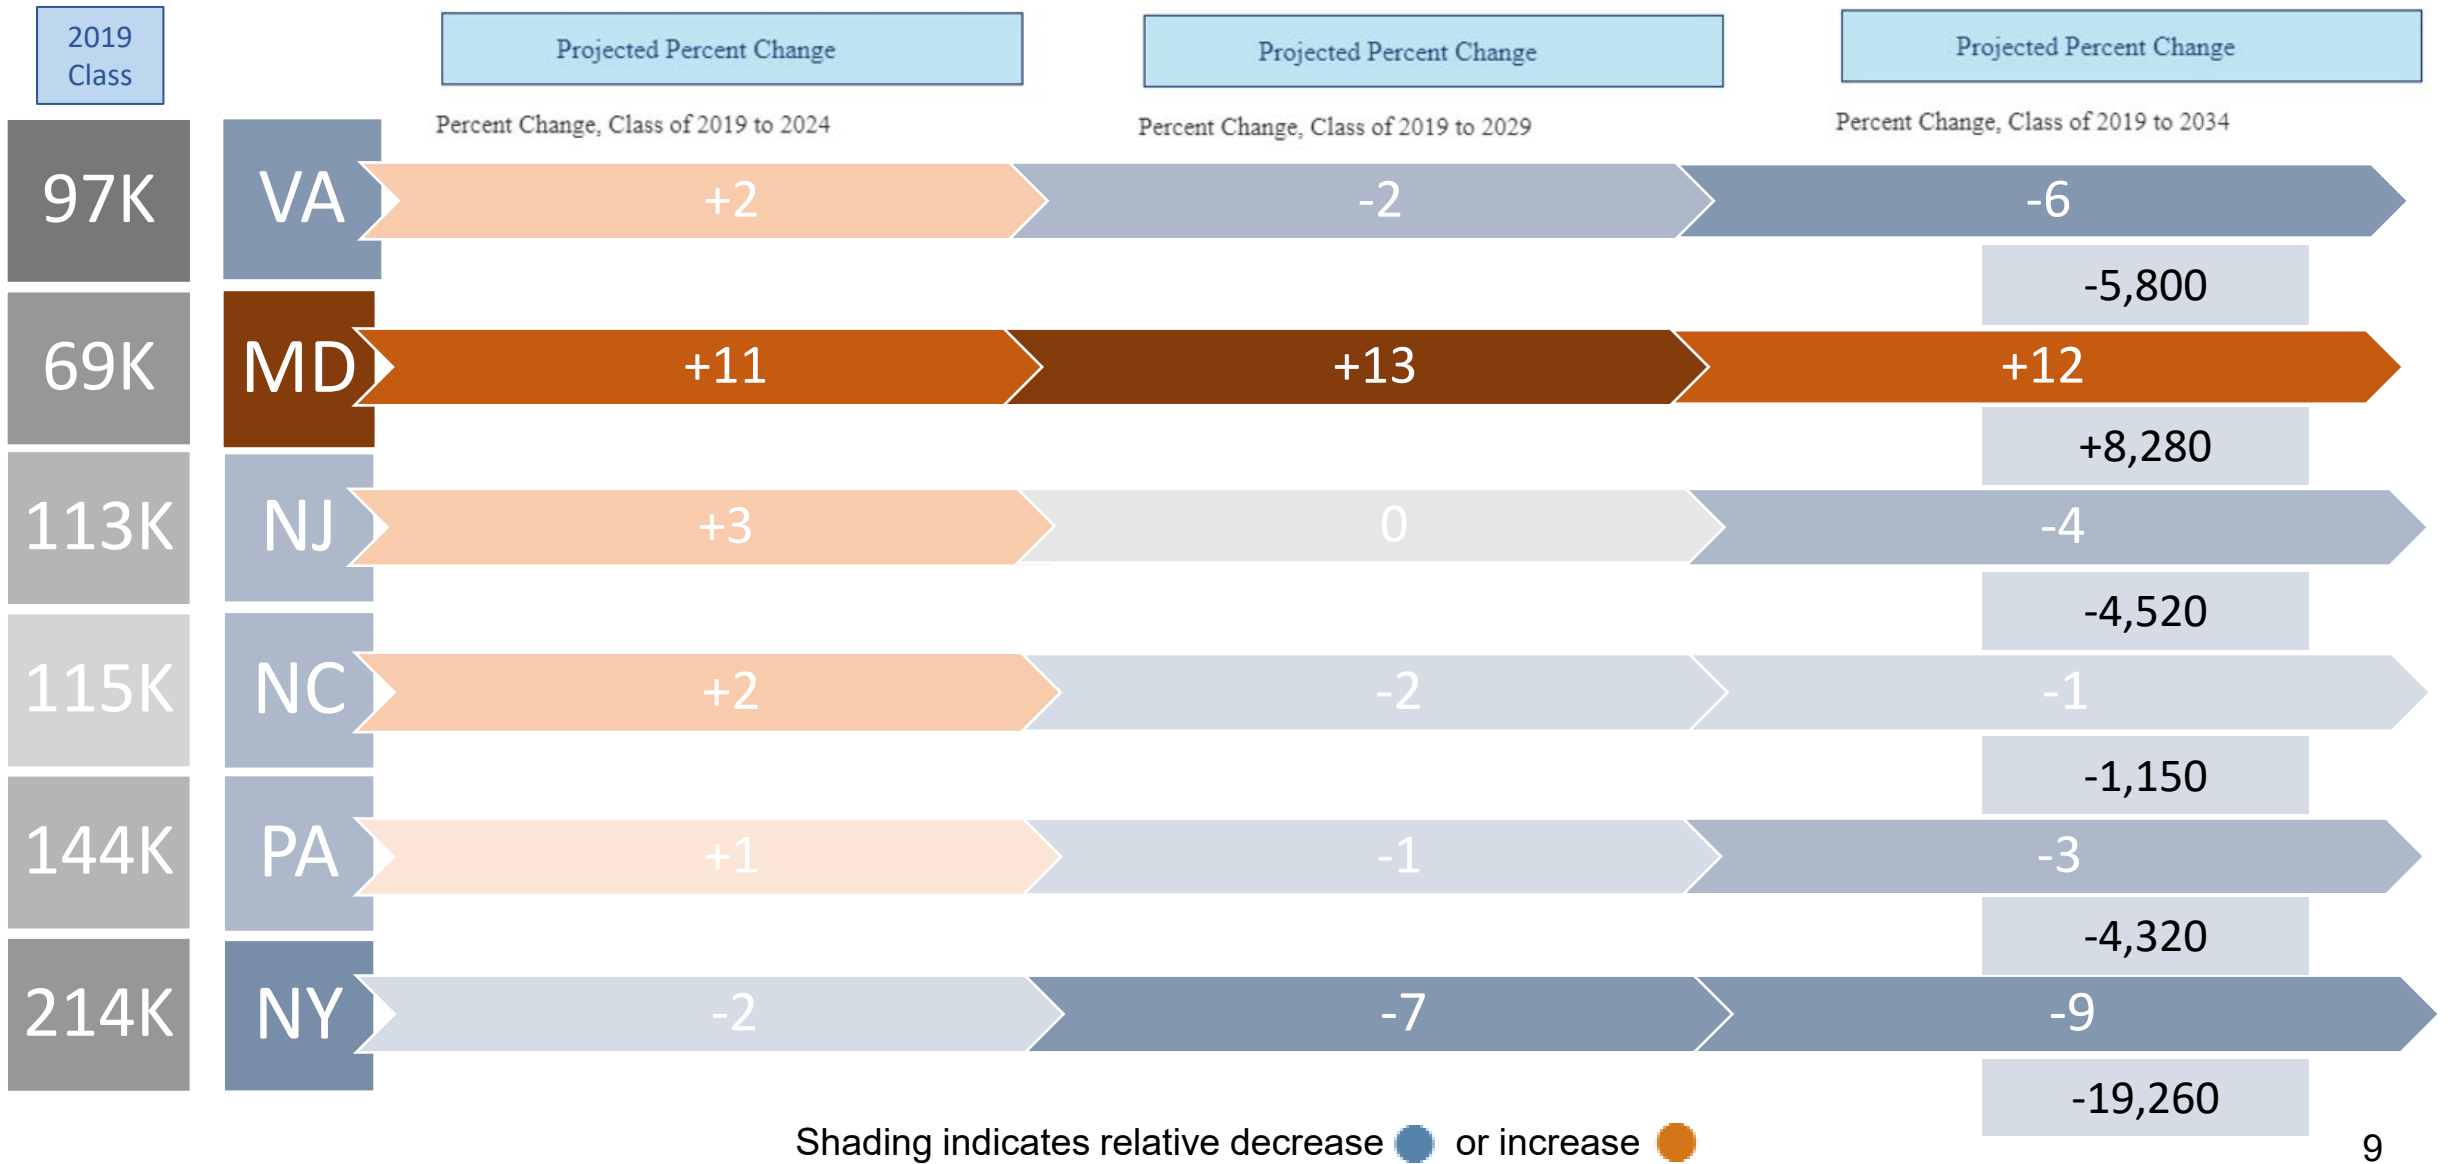 2019
Class
Projected Percent Change
Projected Percent Change
Projected Percent Change
Percent Change, Class of 2019 to 2024
Percent Change, Class of 2019 to 2029
Percent Change, Class of 2019 to 2034
97K
VA
+2
-2
-6
-5,800
69K
MD
+11
+13
+12
+8,280
113K
NJ
+3
0
-4
-4,520
115K
NC
+2
-2
-1
-1,150
144K
PA
+1
-1
-3
-4,320
214K
NY
-2
-7
-9
-19,260
Shading indicates relative decrease or increase
9